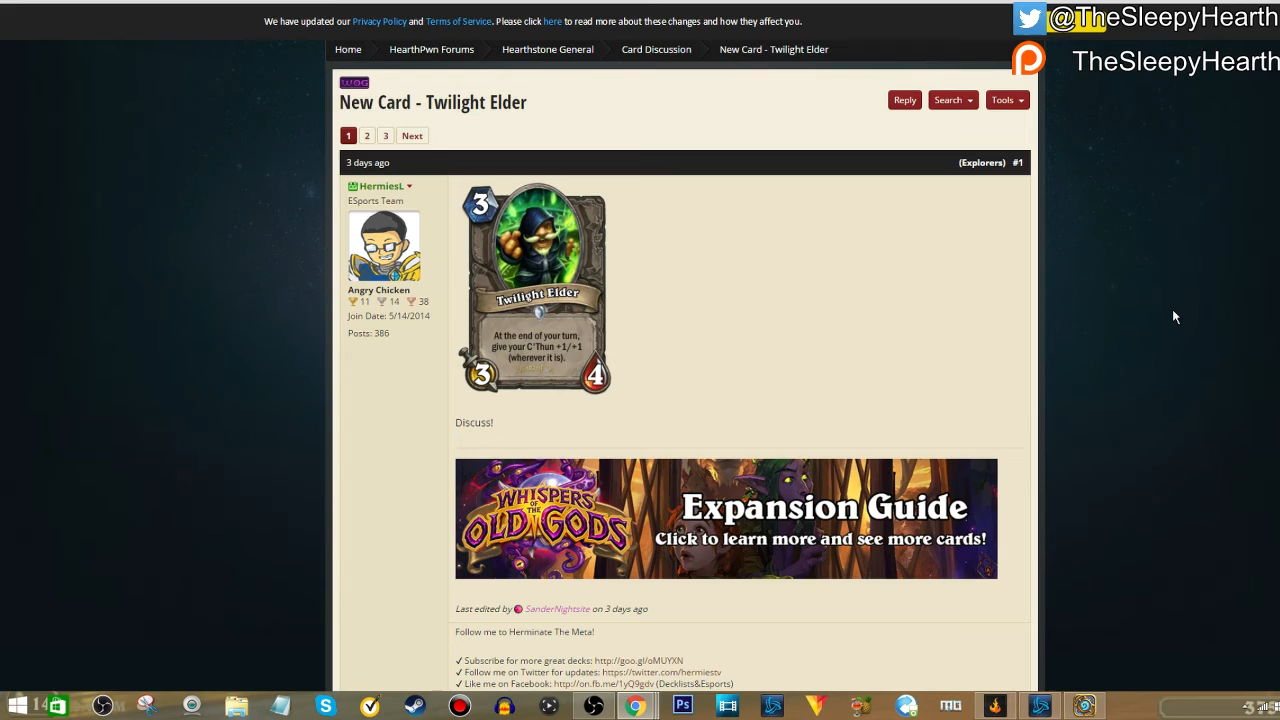 We have updated our Privacy Policy and Terms of Service. Please click here to read more about these changes and how they affect you.
@TheSleepyHearth
TheSleepyHearth
Home HearthPwn Forums Hearthstone General Card Discussion New Card - Twilight Elder
WOG
New Card - Twilight Elder
Reply Search Tools
1 2 3 Next
3 days ago (Explorers) #1
HermiesL
ESports Team
Angry Chicken
11 14 38
Join Date: 5/14/2014
Posts: 386
3
Twilight Elder
At the end of your turn,
give your C'Thun +1/+1
(wherever it is).
3 4
Discuss!
WHISPERS
OF THE
OLD GODS
Expansion Guide
Click to learn more and see more cards!
Last edited by SanderNightsite on 3 days ago
Follow me to Herminate The Meta!
✓ Subscribe for more great decks: http://goo.gl/oMUYXN
✓ Follow me on Twitter for updates: https://twitter.com/hermiestv
✓ Like me on Facebook: http://on.fb.me/1yQ9gdv (Decklists&Esports)